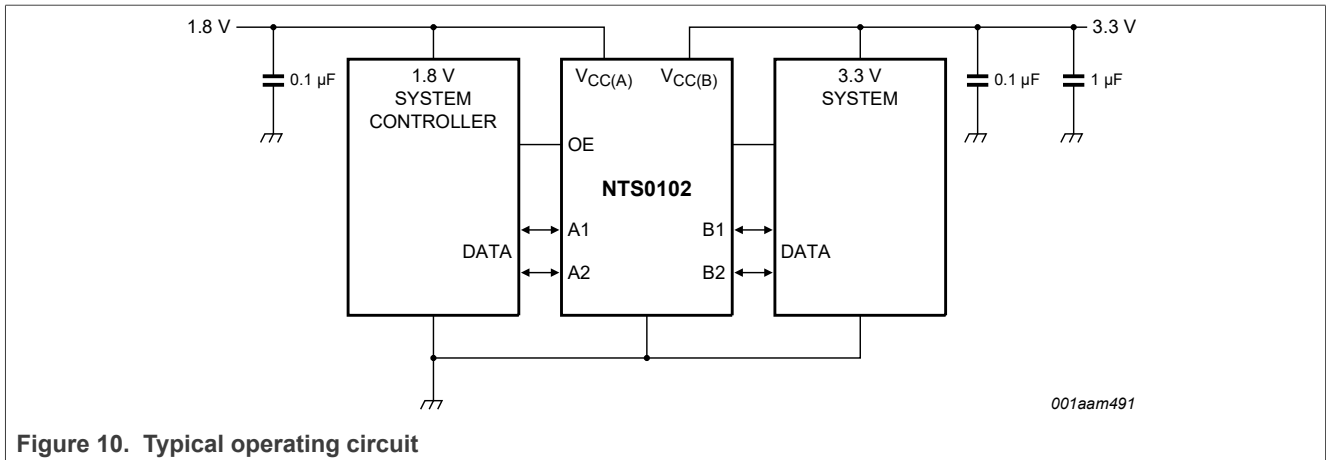 1.8 V
3.3 V
0.1 µF
1.8 V
SYSTEM
CONTROLLER
VCC(A)
VCC(B)
3.3 V
SYSTEM
0.1 µF
1 µF
OE
NTS0102
A1
B1
DATA
DATA
A2
B2
001aam491
Figure 10. Typical operating circuit